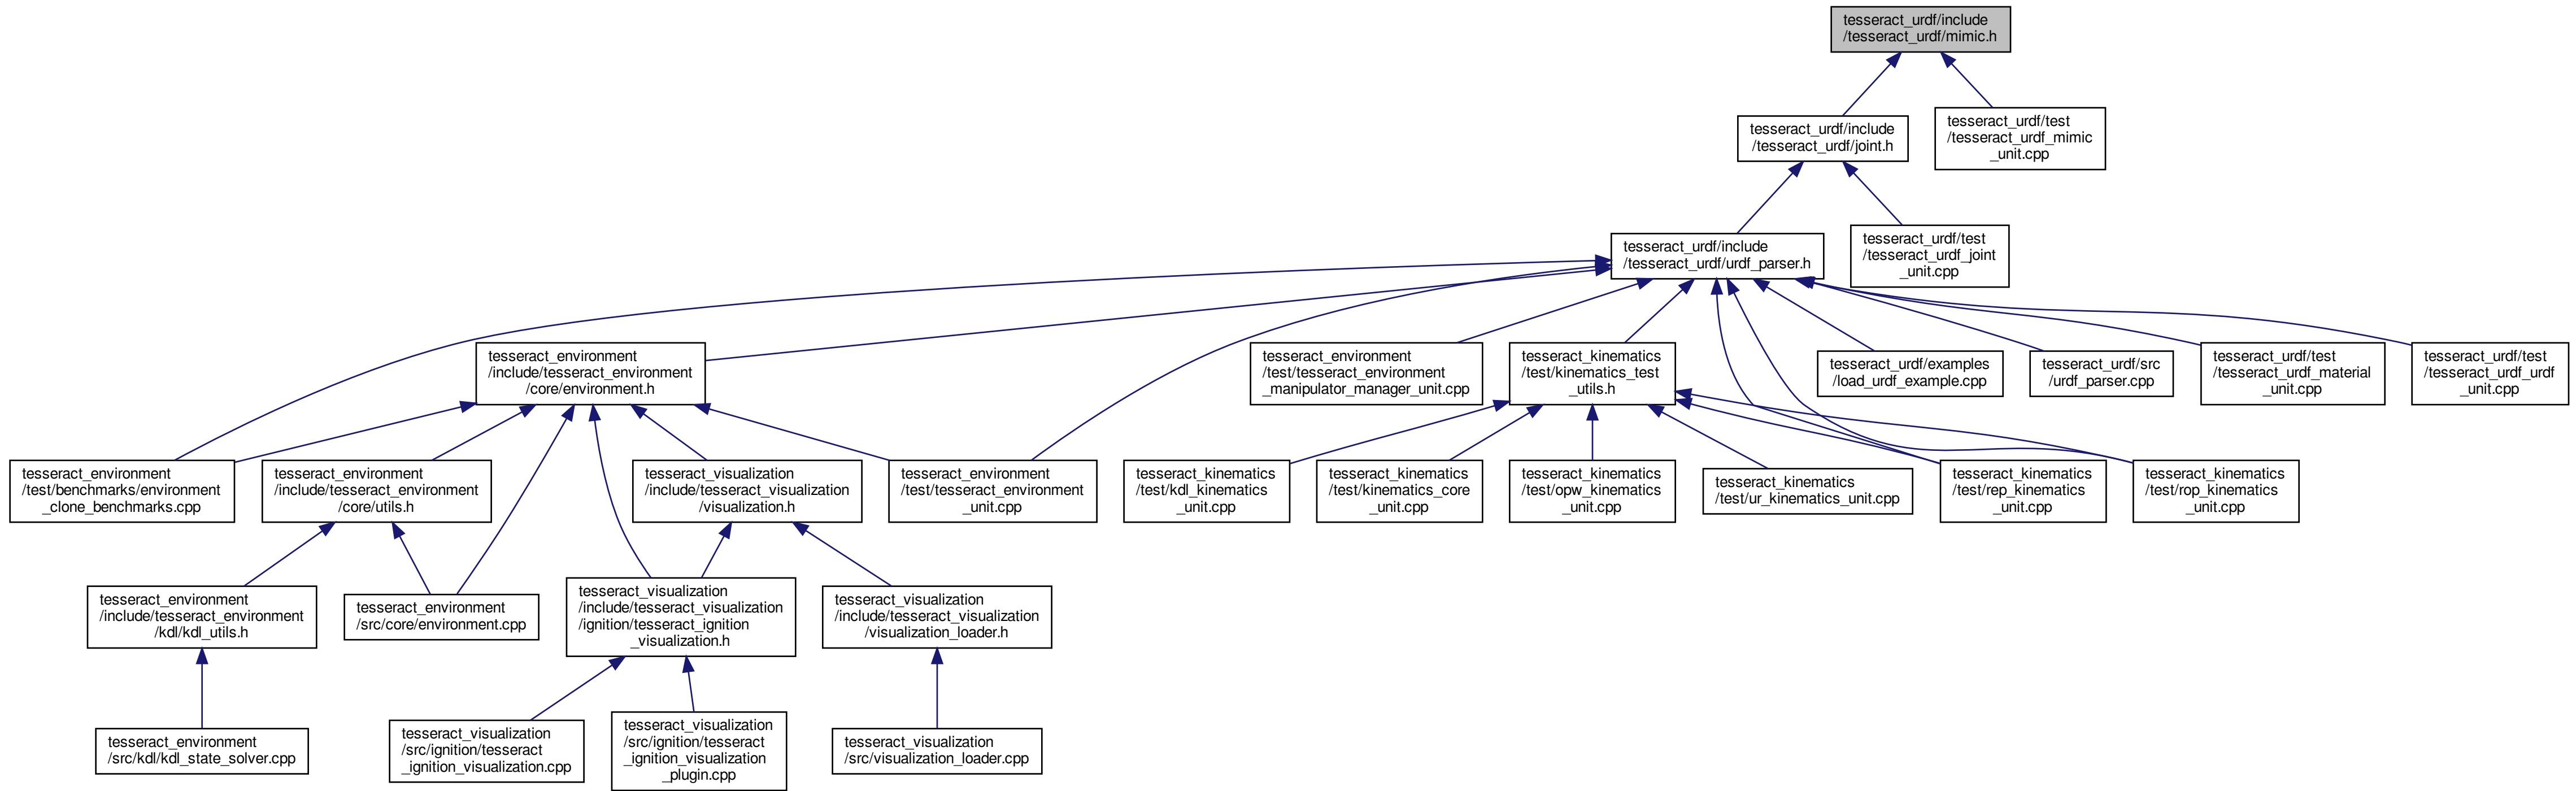 tesseract_urdf/include
/tesseract_urdf/mimic.h
tesseract_urdf/include
/tesseract_urdf/joint.h
tesseract_urdf/test
/tesseract_urdf_mimic
_unit.cpp
tesseract_urdf/include
/tesseract_urdf/urdf_parser.h
tesseract_urdf/test
/tesseract_urdf_joint
_unit.cpp
tesseract_environment
/include/tesseract_environment
/core/environment.h
tesseract_environment
/test/tesseract_environment
_manipulator_manager_unit.cpp
tesseract_kinematics
/test/kinematics_test
_utils.h
tesseract_urdf/examples
/load_urdf_example.cpp
tesseract_urdf/src
/urdf_parser.cpp
tesseract_urdf/test
/tesseract_urdf_material
_unit.cpp
tesseract_urdf/test
/tesseract_urdf_urdf
_unit.cpp
tesseract_environment
/test/benchmarks/environment
_clone_benchmarks.cpp
tesseract_environment
/include/tesseract_environment
/core/utils.h
tesseract_visualization
/include/tesseract_visualization
/visualization.h
tesseract_environment
/test/tesseract_environment
_unit.cpp
tesseract_kinematics
/test/kdl_kinematics
_unit.cpp
tesseract_kinematics
/test/kinematics_core
_unit.cpp
tesseract_kinematics
/test/opw_kinematics
_unit.cpp
tesseract_kinematics
/test/ur_kinematics_unit.cpp
tesseract_kinematics
/test/rep_kinematics
_unit.cpp
tesseract_kinematics
/test/rop_kinematics
_unit.cpp
tesseract_environment
/include/tesseract_environment
/kdl/kdl_utils.h
tesseract_environment
/src/core/environment.cpp
tesseract_visualization
/include/tesseract_visualization
/ignition/tesseract_ignition
_visualization.h
tesseract_visualization
/include/tesseract_visualization
/visualization_loader.h
tesseract_environment
/src/kdl/kdl_state_solver.cpp
tesseract_visualization
/src/ignition/tesseract
_ignition_visualization.cpp
tesseract_visualization
/src/ignition/tesseract
_ignition_visualization
_plugin.cpp
tesseract_visualization
/src/visualization_loader.cpp